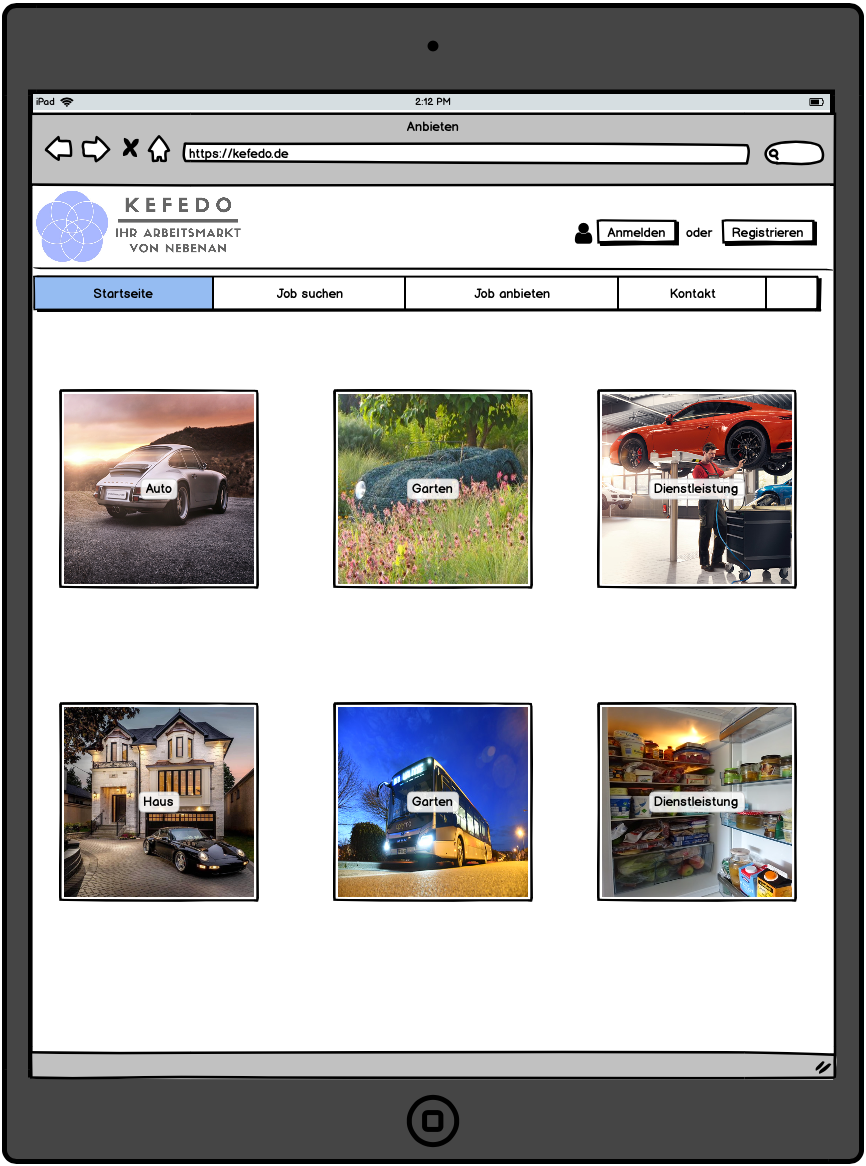 iPad
2:12 PM
Anbieten
https://kefedo.de
KEFEDO
IHR ARBEITSMARKT
VON NEBENAN
Anmelden oder Registrieren
Startseite Job suchen Job anbieten Kontakt
Auto Garten Dienstleistung
Haus Garten Dienstleistung